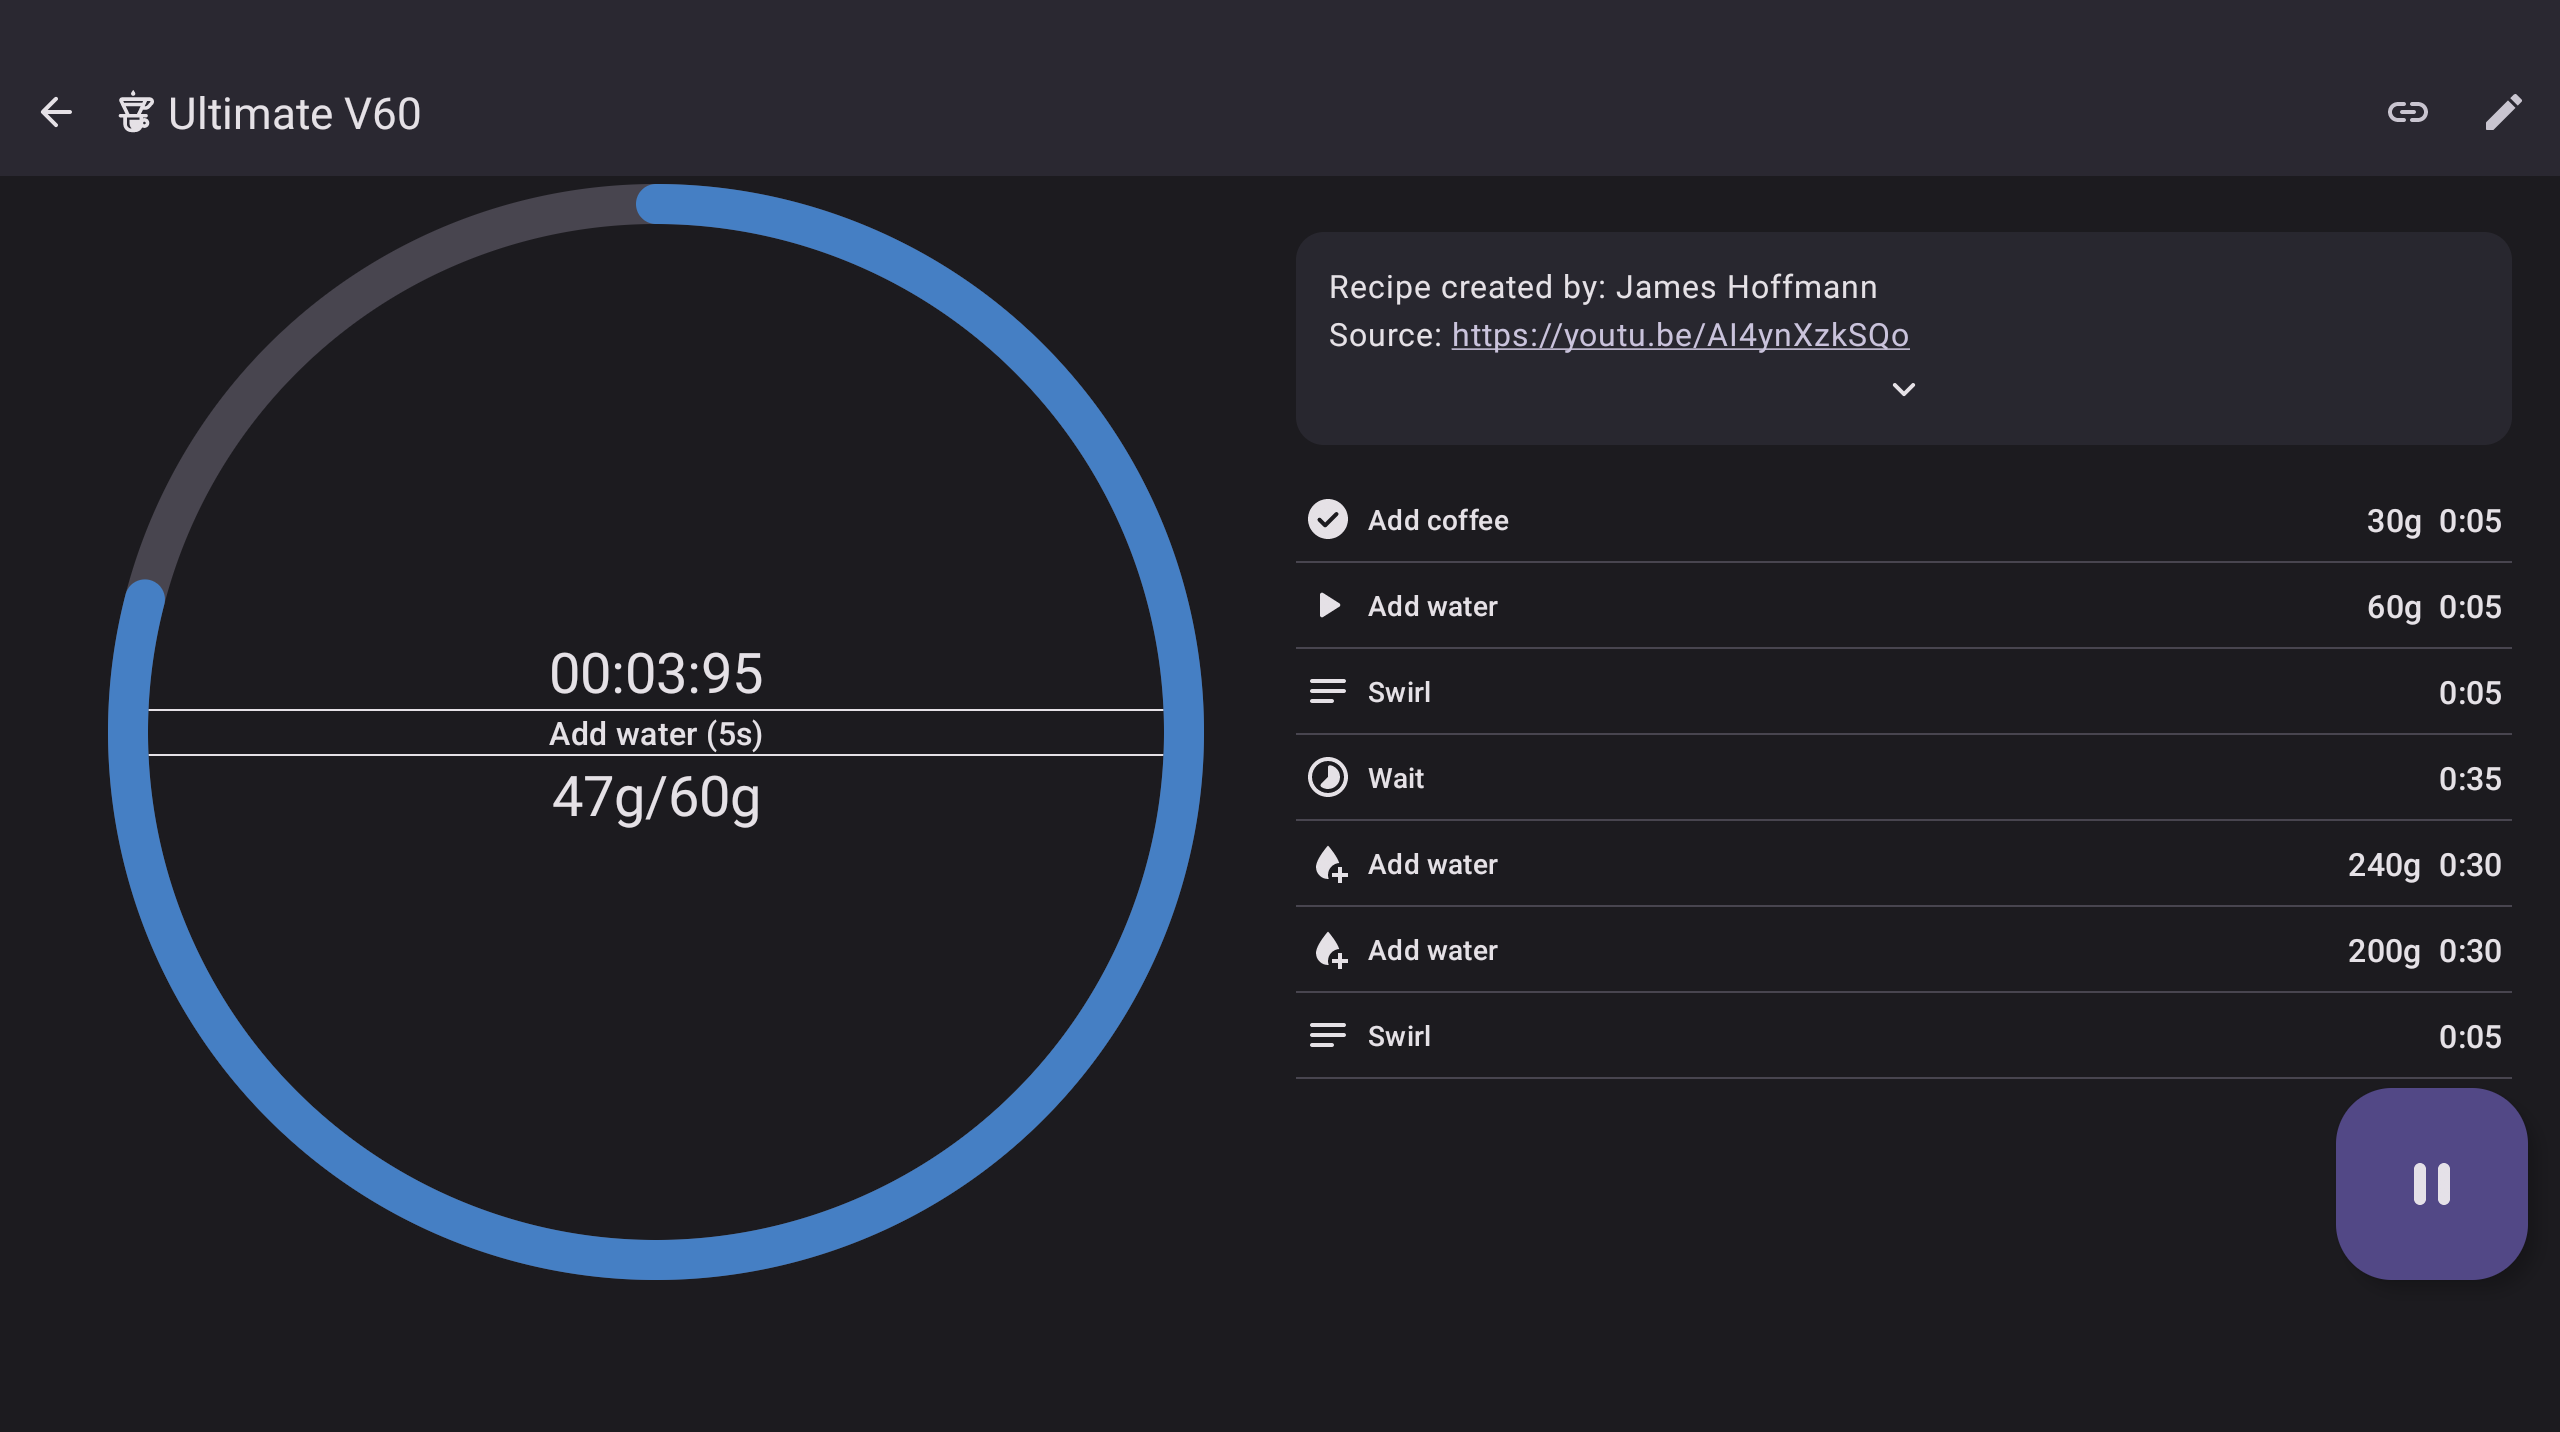 Ultimate V60
00:03:95
Add water (5s)
47g/60g
Recipe created by: James Hoffmann
Source: https://youtu.be/AI4ynXzkSQo
Add coffee 30g 0:05
Add water 60g 0:05
Swirl 0:05
Wait 0:35
Add water 240g 0:30
Add water 200g 0:30
Swirl 0:05